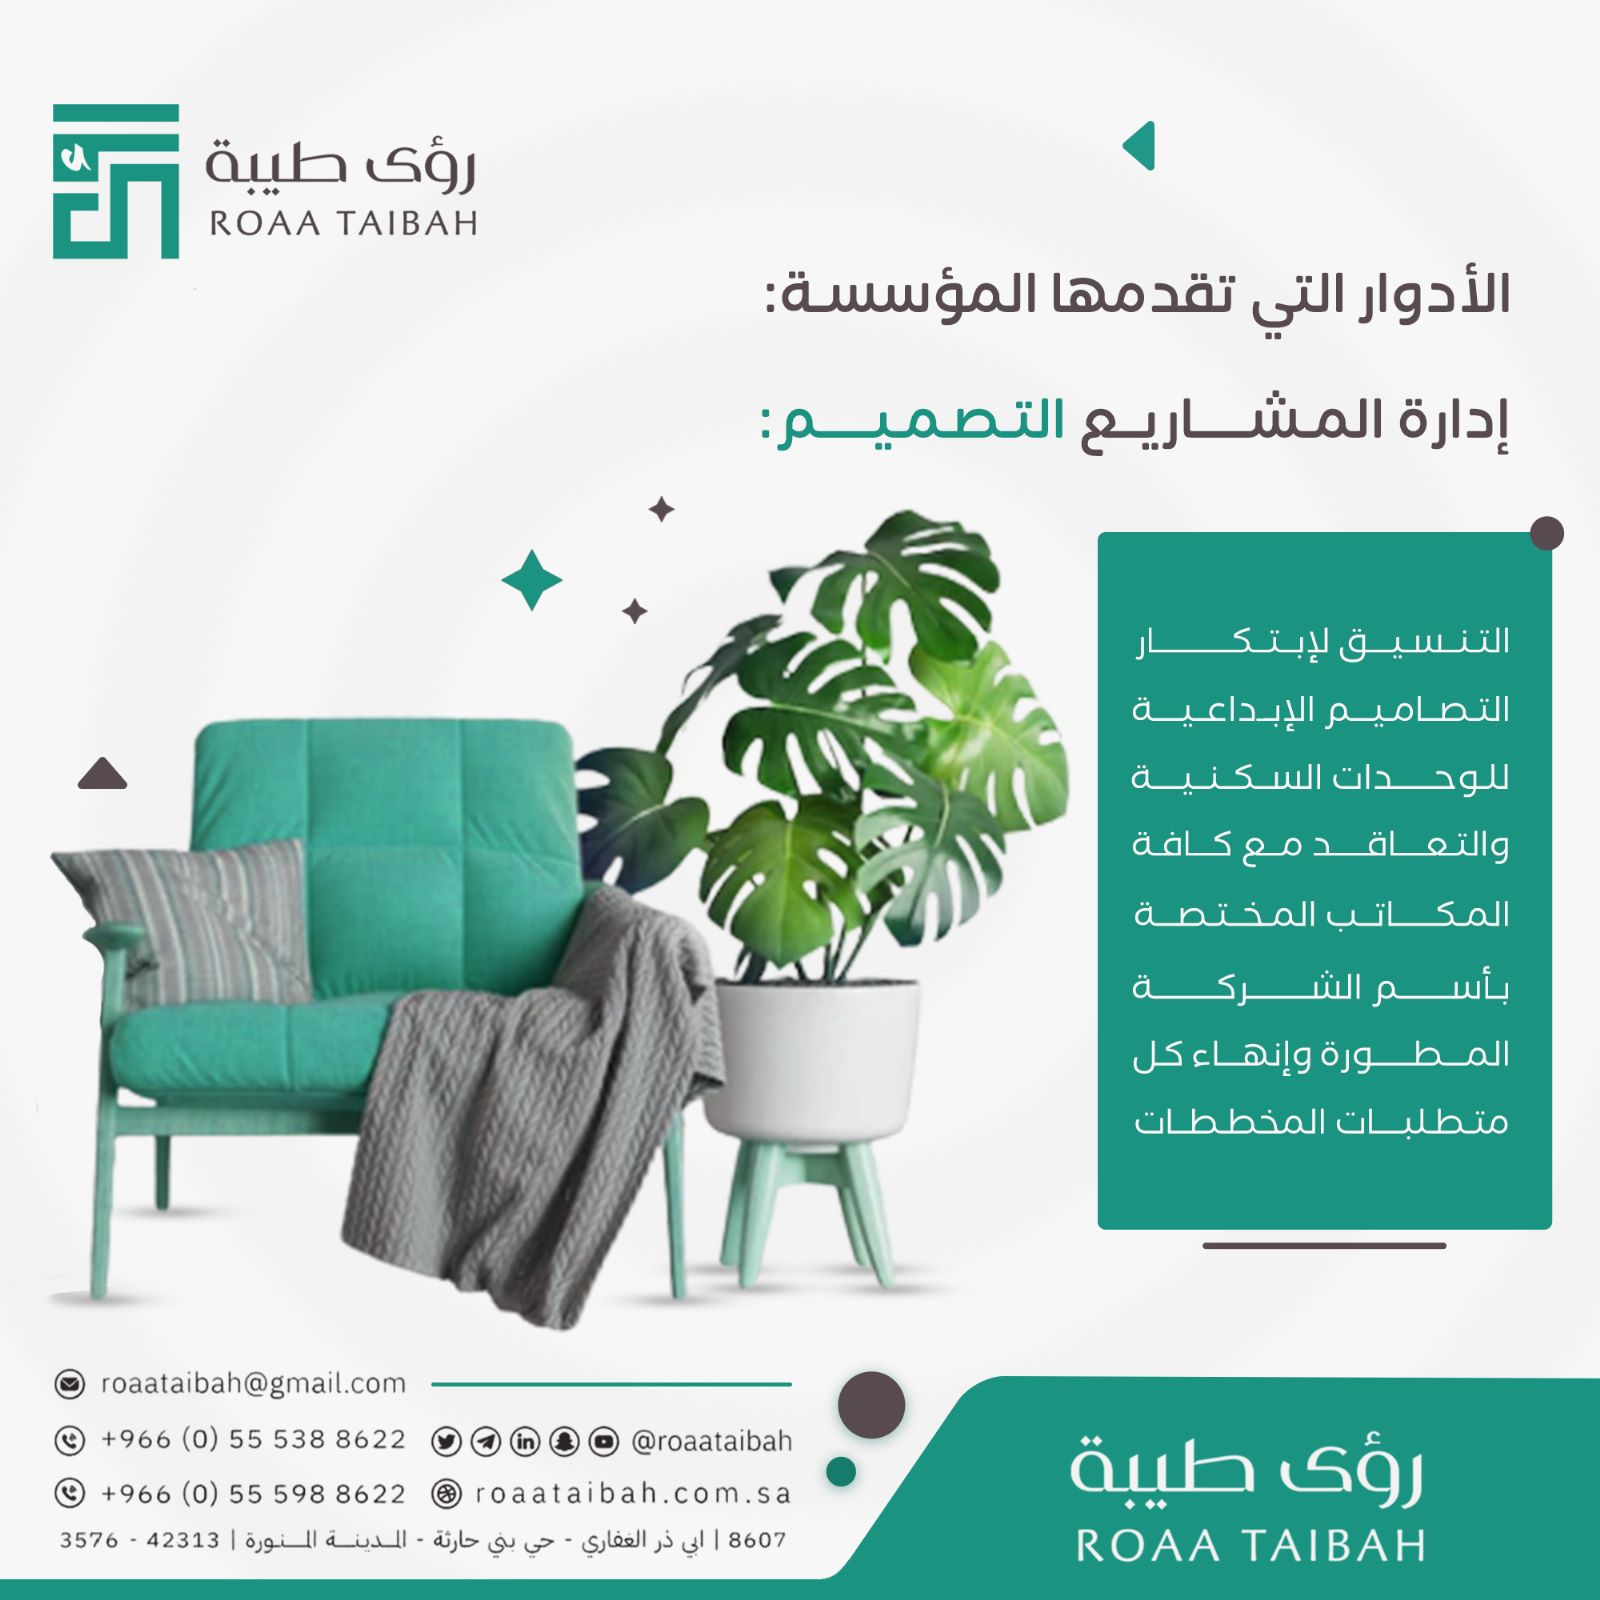 رؤى طيبة
ROAA TAIBAH
الأدوار التي تقدمها المؤسسة:
إدارة المشاريع التصميم:
التنسيق لإبتكار
التصاميم الإبداعية
للوحدات السكنية
والتعاقد مع كافة
المكاتب المختصة
بأسم الشركة
المطورة وإنهاء كل
متطلبات المخططات
roaataibah@gmail.com
+966 (0) 55 538 8622
@roaataibah
+966 (0) 55 598 8622
roaataibah.com.sa
8607 | ابي ذر الغفاري - حي بني حارثة - المدينة المنورة | 42313 - 3576
رؤى طيبة
ROAA TAIBAH